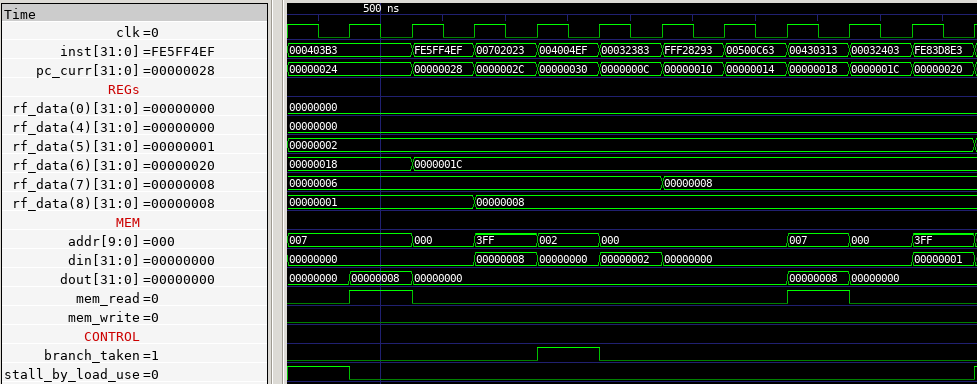 500 ns
Time
clk=0
inst[31:0]=FE5FF4EF 000403B3 FE5FF4EF 00702023 004004EF 00032383 FFF28293 00500C63 00430313 00032403 FE83D8E3
pc_curr[31:0]=00000028 00000024 00000028 0000002C 00000030 0000000C 00000010 00000014 00000018 0000001C 00000020
REGs
rf_data(0)[31:0]=00000000 00000000
rf_data(4)[31:0]=00000000 00000000
rf_data(5)[31:0]=00000001 00000002
rf_data(6)[31:0]=00000020 00000018 0000001C
rf_data(7)[31:0]=00000008 00000006 00000008
rf_data(8)[31:0]=00000008 00000001 00000008
MEM
addr[9:0]=000 007 000 3FF 002 000 007 000 3FF
din[31:0]=00000000 00000000 00000008 00000000 00000002 00000000 00000001
dout[31:0]=00000000 00000000 00000008 00000000 00000008 00000000
mem_read=0
mem_write=0
CONTROL
branch_taken=1
stall_by_load_use=0